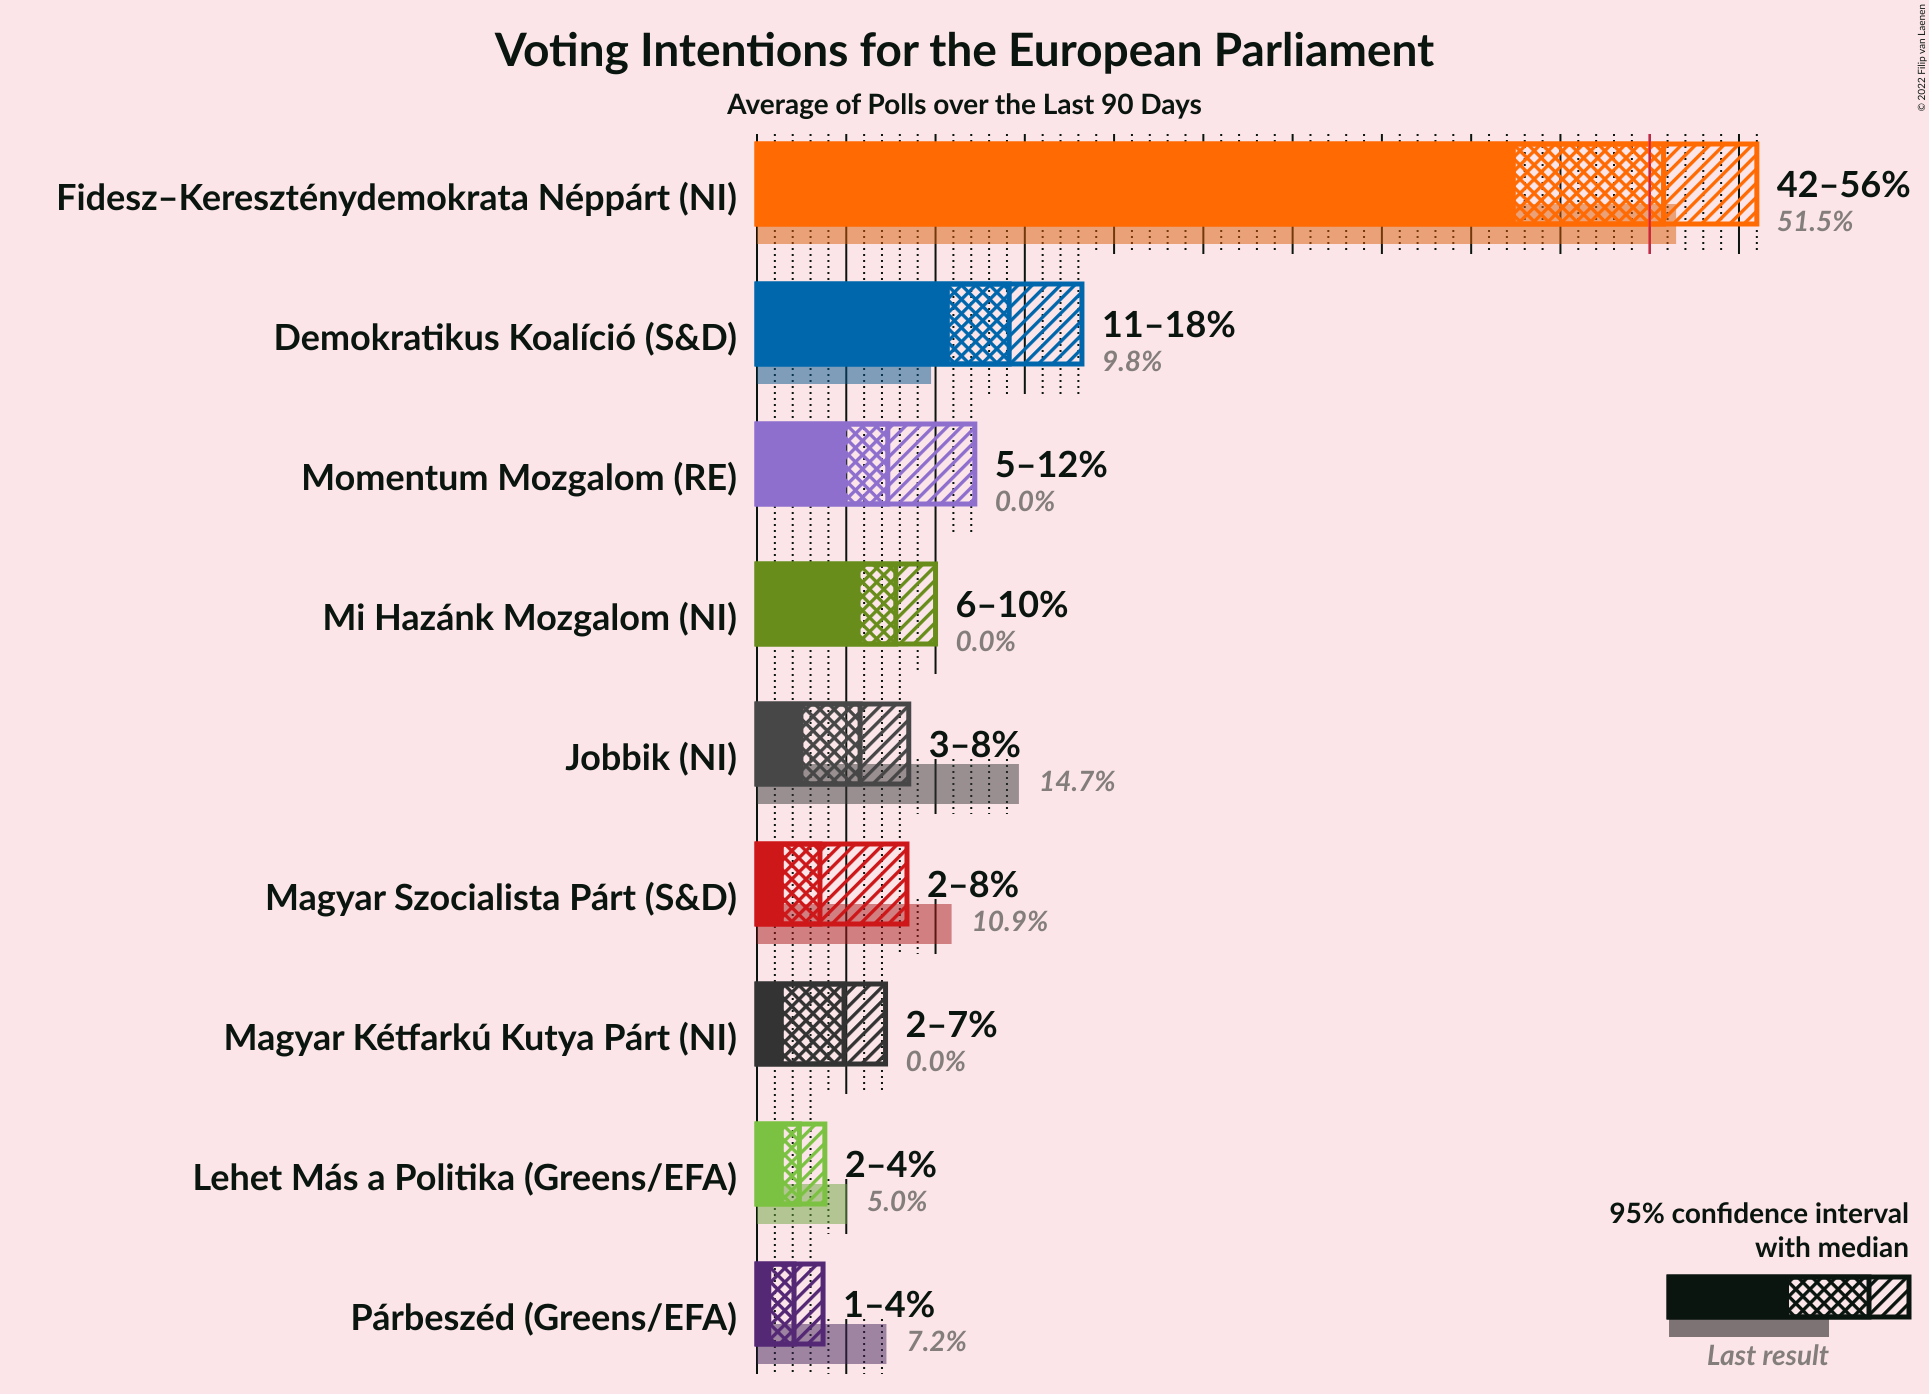 Voting Intentions for the European Parliament
Average of Polls over the Last 90 Days
© 2022 Filip van Laenen
Fidesz–Kereszténydemokrata Néppárt (NI)
42–56%
51.5%
Demokratikus Koalíció (S&D)
11–18%
9.8%
Momentum Mozgalom (RE)
5–12%
0.0%
Mi Hazánk Mozgalom (NI)
6–10%
0.0%
Jobbik (NI)
3–8%
14.7%
Magyar Szocialista Párt (S&D)
2–8%
10.9%
Magyar Kétfarkú Kutya Párt (NI)
2–7%
0.0%
Lehet Más a Politika (Greens/EFA)
2–4%
5.0%
Párbeszéd (Greens/EFA)
1–4%
7.2%
95% confidence interval
with median
Last result